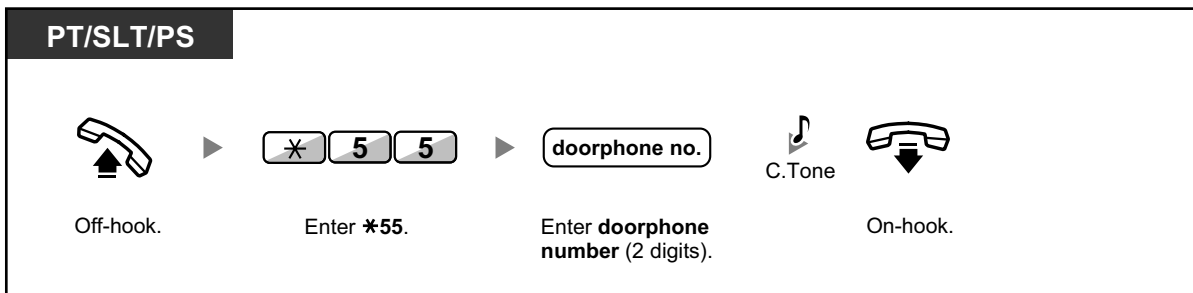 PT/SLT/PS
✱ 5 5
doorphone no.
C.Tone
Off-hook.
Enter ✱55.
Enter doorphone
number (2 digits).
On-hook.